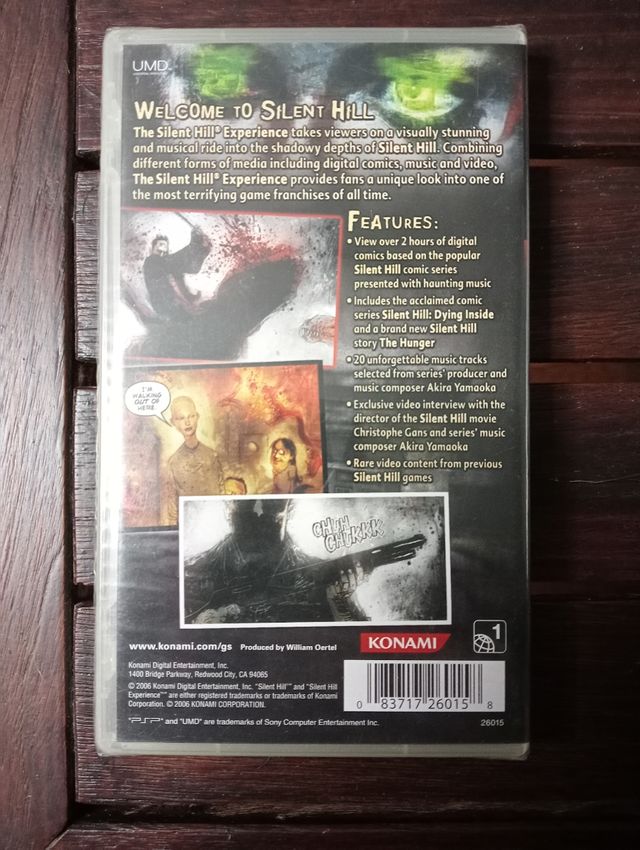 UMD
WELCOME TO SILENT HILL
The Silent Hill® Experience takes viewers on a visually stunning
and musical ride into the shadowy depths of Silent Hill. Combining
different forms of media including digital comics, music and video,
The Silent Hill® Experience provides fans a unique look into one of
the most terrifying game franchises of all time.
FEATURES:
• View over 2 hours of digital
comics based on the popular
Silent Hill comic series
presented with haunting music
• Includes the acclaimed comic
series Silent Hill: Dying Inside
and a brand new Silent Hill
story The Hunger
• 20 unforgettable music tracks
selected from series' producer and
music composer Akira Yamaoka
• Exclusive video interview with the
director of the Silent Hill movie
Christophe Gans and series' music
composer Akira Yamaoka
• Rare video content from previous
Silent Hill games
I'M
WALKING
OUT OF
HERE.
CHUH
CHUKKK
www.konami.com/gs Produced by William Oertel
KONAMI
1
Konami Digital Entertainment, Inc.
1400 Bridge Parkway, Redwood City, CA 94065
© 2006 Konami Digital Entertainment, Inc. "Silent Hill™" and "Silent Hill
Experience™" are either registered trademarks or trademarks of Konami
Corporation. © 2006 KONAMI CORPORATION.
"PSP" and "UMD" are trademarks of Sony Computer Entertainment Inc.
0 83717 26015 8
26015